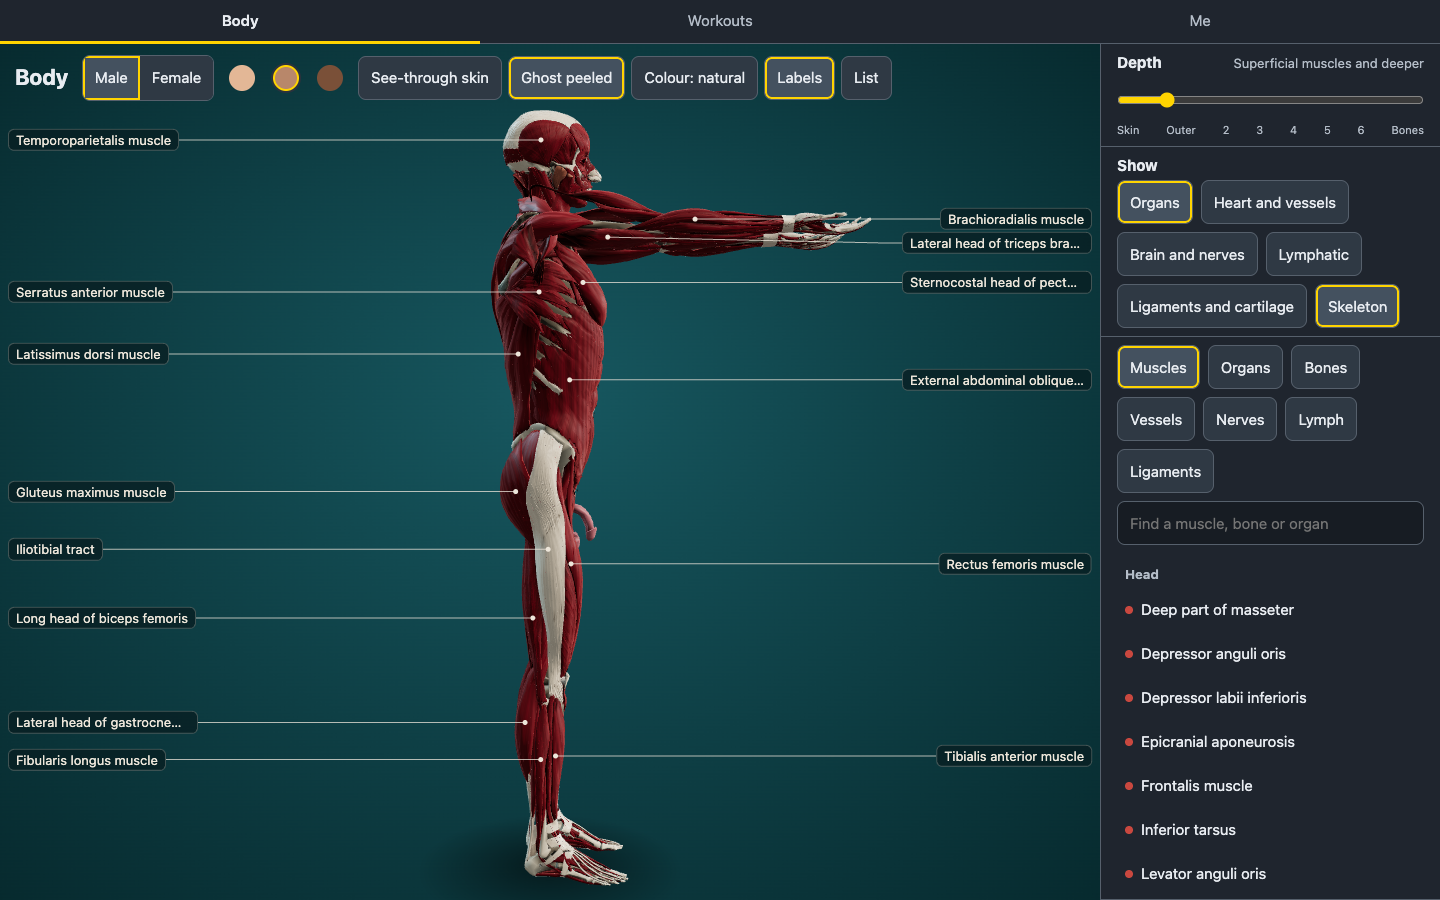 Body
Workouts
Me
Body
Male
Female
See-through skin
Ghost peeled
Colour: natural
Labels
List
Temporoparietalis muscle
Serratus anterior muscle
Latissimus dorsi muscle
Gluteus maximus muscle
Iliotibial tract
Long head of biceps femoris
Lateral head of gastrocne...
Fibularis longus muscle
Brachioradialis muscle
Lateral head of triceps bra...
Sternocostal head of pect...
External abdominal oblique...
Rectus femoris muscle
Tibialis anterior muscle
Depth
Superficial muscles and deeper
Skin
Outer
2
3
4
5
6
Bones
Show
Organs
Heart and vessels
Brain and nerves
Lymphatic
Ligaments and cartilage
Skeleton
Muscles
Organs
Bones
Vessels
Nerves
Lymph
Ligaments
Find a muscle, bone or organ
Head
Deep part of masseter
Depressor anguli oris
Depressor labii inferioris
Epicranial aponeurosis
Frontalis muscle
Inferior tarsus
Levator anguli oris